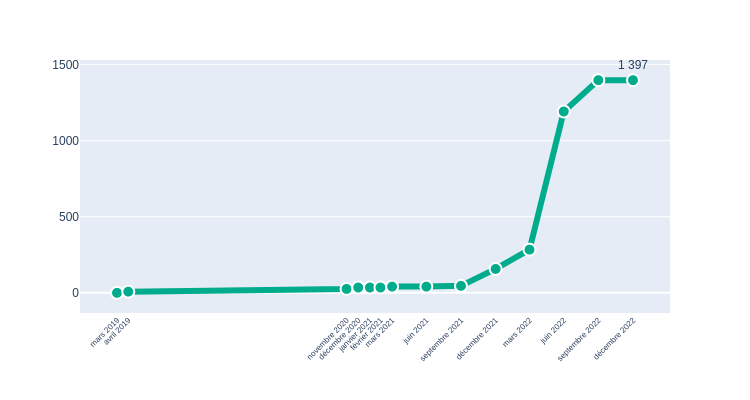 1 397
1500
1000
500
0
mars 2019
avril 2019
novembre 2020
décembre 2020
janvier 2021
février 2021
mars 2021
juin 2021
septembre 2021
décembre 2021
mars 2022
juin 2022
septembre 2022
décembre 2022